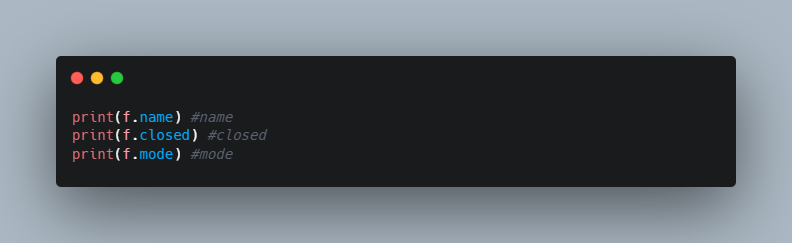 print(f.name) #name
print(f.closed) #closed
print(f.mode) #mode